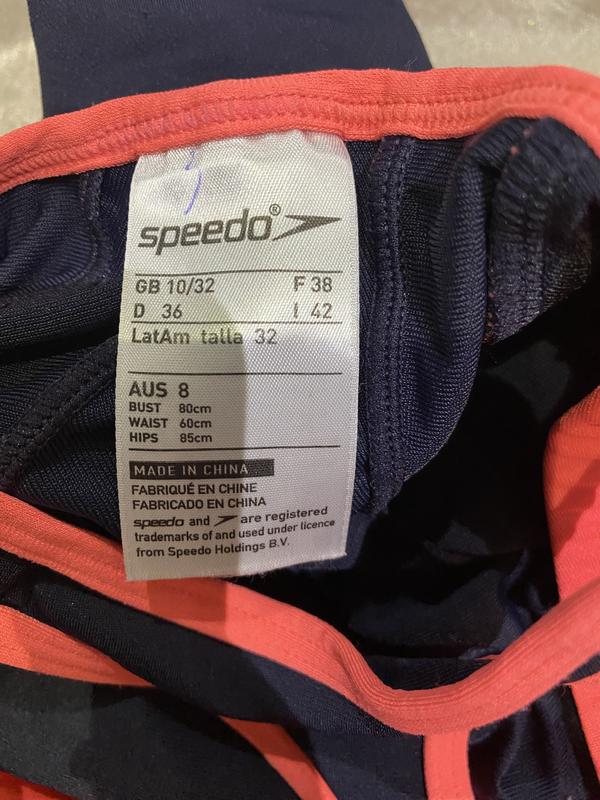 speedo®
GB 10/32 F 38
D 36 I 42
LatAm talla 32
AUS 8
BUST 80cm
WAIST 60cm
HIPS 85cm
MADE IN CHINA
FABRIQUÉ EN CHINE
FABRICADO EN CHINA
speedo and are registered
trademarks of and used under licence
from Speedo Holdings B.V.